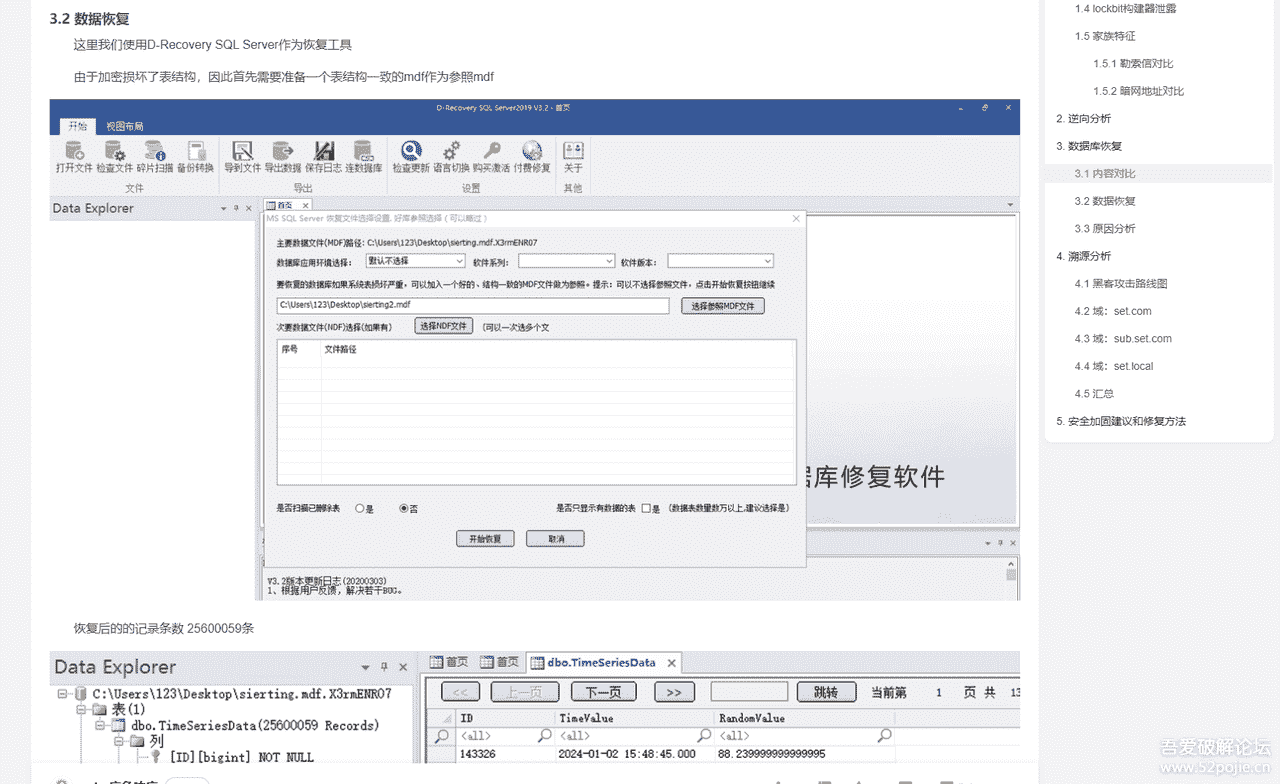 3.2 数据恢复
这里我们使用D-Recovery SQL Server作为恢复工具
由于加密损坏了表结构，因此首先需要准备一个表结构一致的mdf作为参照mdf
D-Recovery SQL Server2019 V3.2 - 首页
开始 视图布局
打开文件 检查文件 碎片扫描 备份转换 导到文件 导出数据 保存日志 连数据库 检查更新 语言切换 购买激活 付费修复 关于
文件 导出 设置 其他
Data Explorer
首页
MS SQL Server 恢复文件选择设置, 好库参照选择 ( 可以略过 )
主要数据文件(MDF)路径: C:\Users\123\Desktop\sierting.mdf.X3rmENR07
数据库应用环境选择： 默认不选择 软件系列： 软件版本：
要恢复的数据库如果系统表损坏严重，可以加入一个好的、结构一致的MDF文件做为参照。提示：可以不选择参照文件，点击开始恢复按钮继续
C:\Users\123\Desktop\sierting2.mdf 选择参照MDF文件
次要数据文件(NDF)选择(如果有) 选择NDF文件 (可以一次选多个文
序号 文件路径
据库修复软件
是否扫描已删除表 是 否 是否只显示有数据的表 是 (数据表数量数万以上,建议选择是)
开始恢复 取消
V3.2版本更新日志(20200303)
1、根据用户反馈，解决若干BUG。
恢复后的的记录条数 25600059条
Data Explorer
C:\Users\123\Desktop\sierting.mdf.X3rmENR07
表(1)
dbo.TimeSeriesData(25600059 Records)
列
[ID][bigint] NOT NULL
首页 首页 dbo.TimeSeriesData
<< 上一页 下一页 >> 跳转 当前第 1 页 共 13
ID TimeValue RandomValue
<all> <all> <all>
143326 2024-01-02 15:48:45.000 88.239999999999995
1.4 lockbit构建器泄露
1.5 家族特征
1.5.1 勒索信对比
1.5.2 暗网地址对比
2. 逆向分析
3. 数据库恢复
3.1 内容对比
3.2 数据恢复
3.3 原因分析
4. 溯源分析
4.1 黑客攻击路线图
4.2 域：set.com
4.3 域：sub.set.com
4.4 域：set.local
4.5 汇总
5. 安全加固建议和修复方法
吾爱破解论坛
www.52pojie.cn